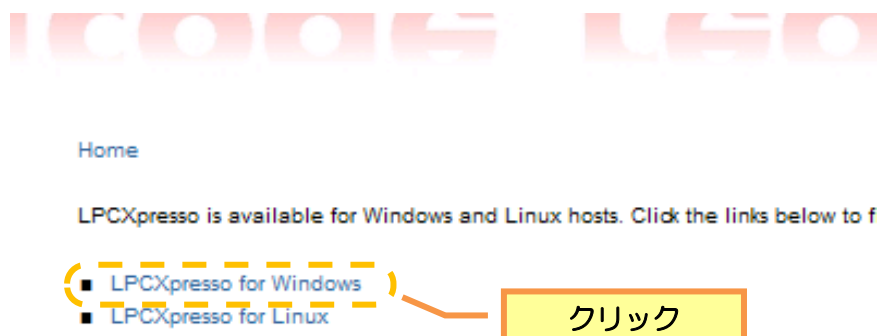 Home
LPCXpresso is available for Windows and Linux hosts. Click the links below to f
■ LPCXpresso for Windows
■ LPCXpresso for Linux
クリック